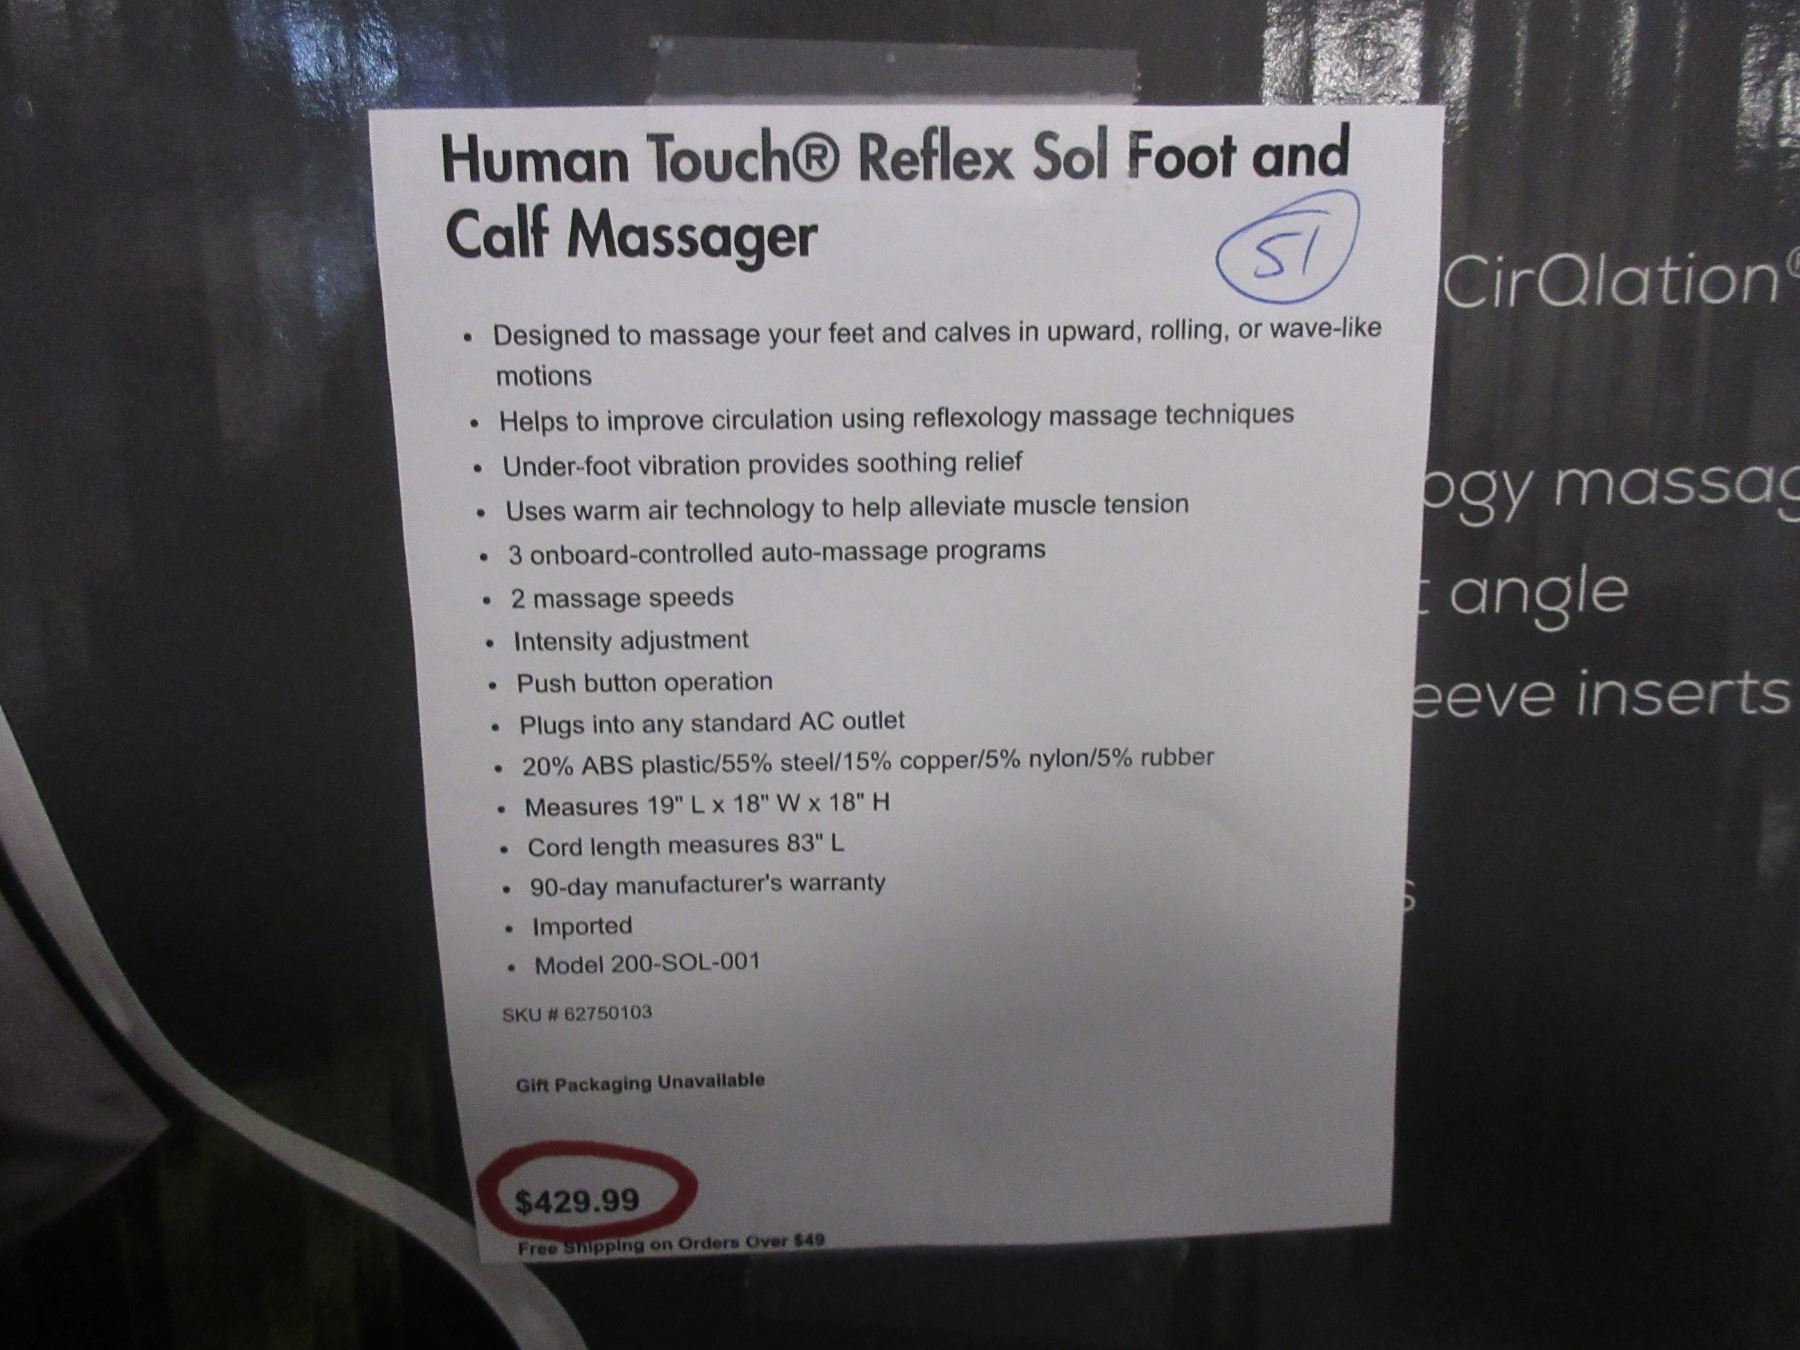 Human Touch® Reflex Sol Foot and
Calf Massager
51
• Designed to massage your feet and calves in upward, rolling, or wave-like
motions
• Helps to improve circulation using reflexology massage techniques
• Under-foot vibration provides soothing relief
• Uses warm air technology to help alleviate muscle tension
• 3 onboard-controlled auto-massage programs
• 2 massage speeds
• Intensity adjustment
• Push button operation
• Plugs into any standard AC outlet
• 20% ABS plastic/55% steel/15% copper/5% nylon/5% rubber
• Measures 19" L x 18" W x 18" H
• Cord length measures 83" L
• 90-day manufacturer's warranty
• Imported
• Model 200-SOL-001
SKU # 62750103
Gift Packaging Unavailable
$429.99
Free Shipping on Orders Over $49
CirQlation®
ogy massag
angle
eeve inserts